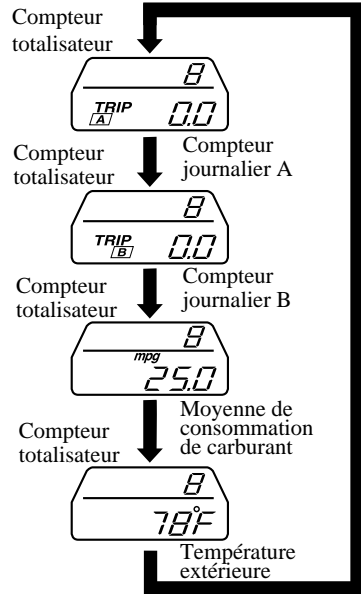 Compteur
totalisateur
8
TRIP
A 0.0
Compteur
totalisateur
Compteur
journalier A
8
TRIP
B 0.0
Compteur
totalisateur
Compteur
journalier B
8
mpg
25.0
Compteur
totalisateur
Moyenne de
consommation
de carburant
8
78°F
Température
extérieure